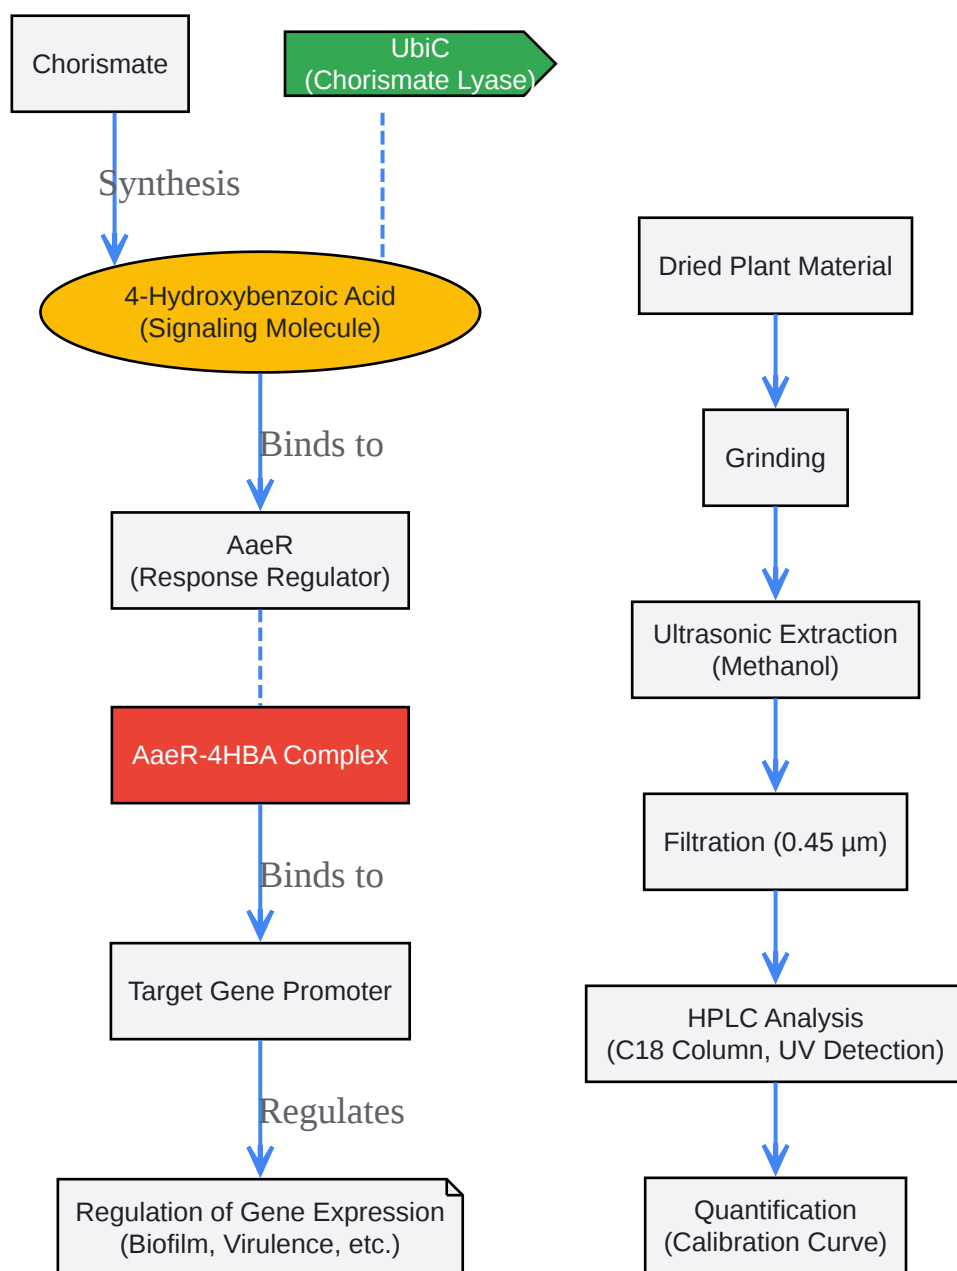 Chorismate
UbiC
(Chorismate Lyase)
Synthesis
4-Hydroxybenzoic Acid
(Signaling Molecule)
Binds to
AaeR
(Response Regulator)
AaeR-4HBA Complex
Binds to
Target Gene Promoter
Regulates
Regulation of Gene Expression
(Biofilm, Virulence, etc.)
Dried Plant Material
Grinding
Ultrasonic Extraction
(Methanol)
Filtration (0.45 µm)
HPLC Analysis
(C18 Column, UV Detection)
Quantification
(Calibration Curve)